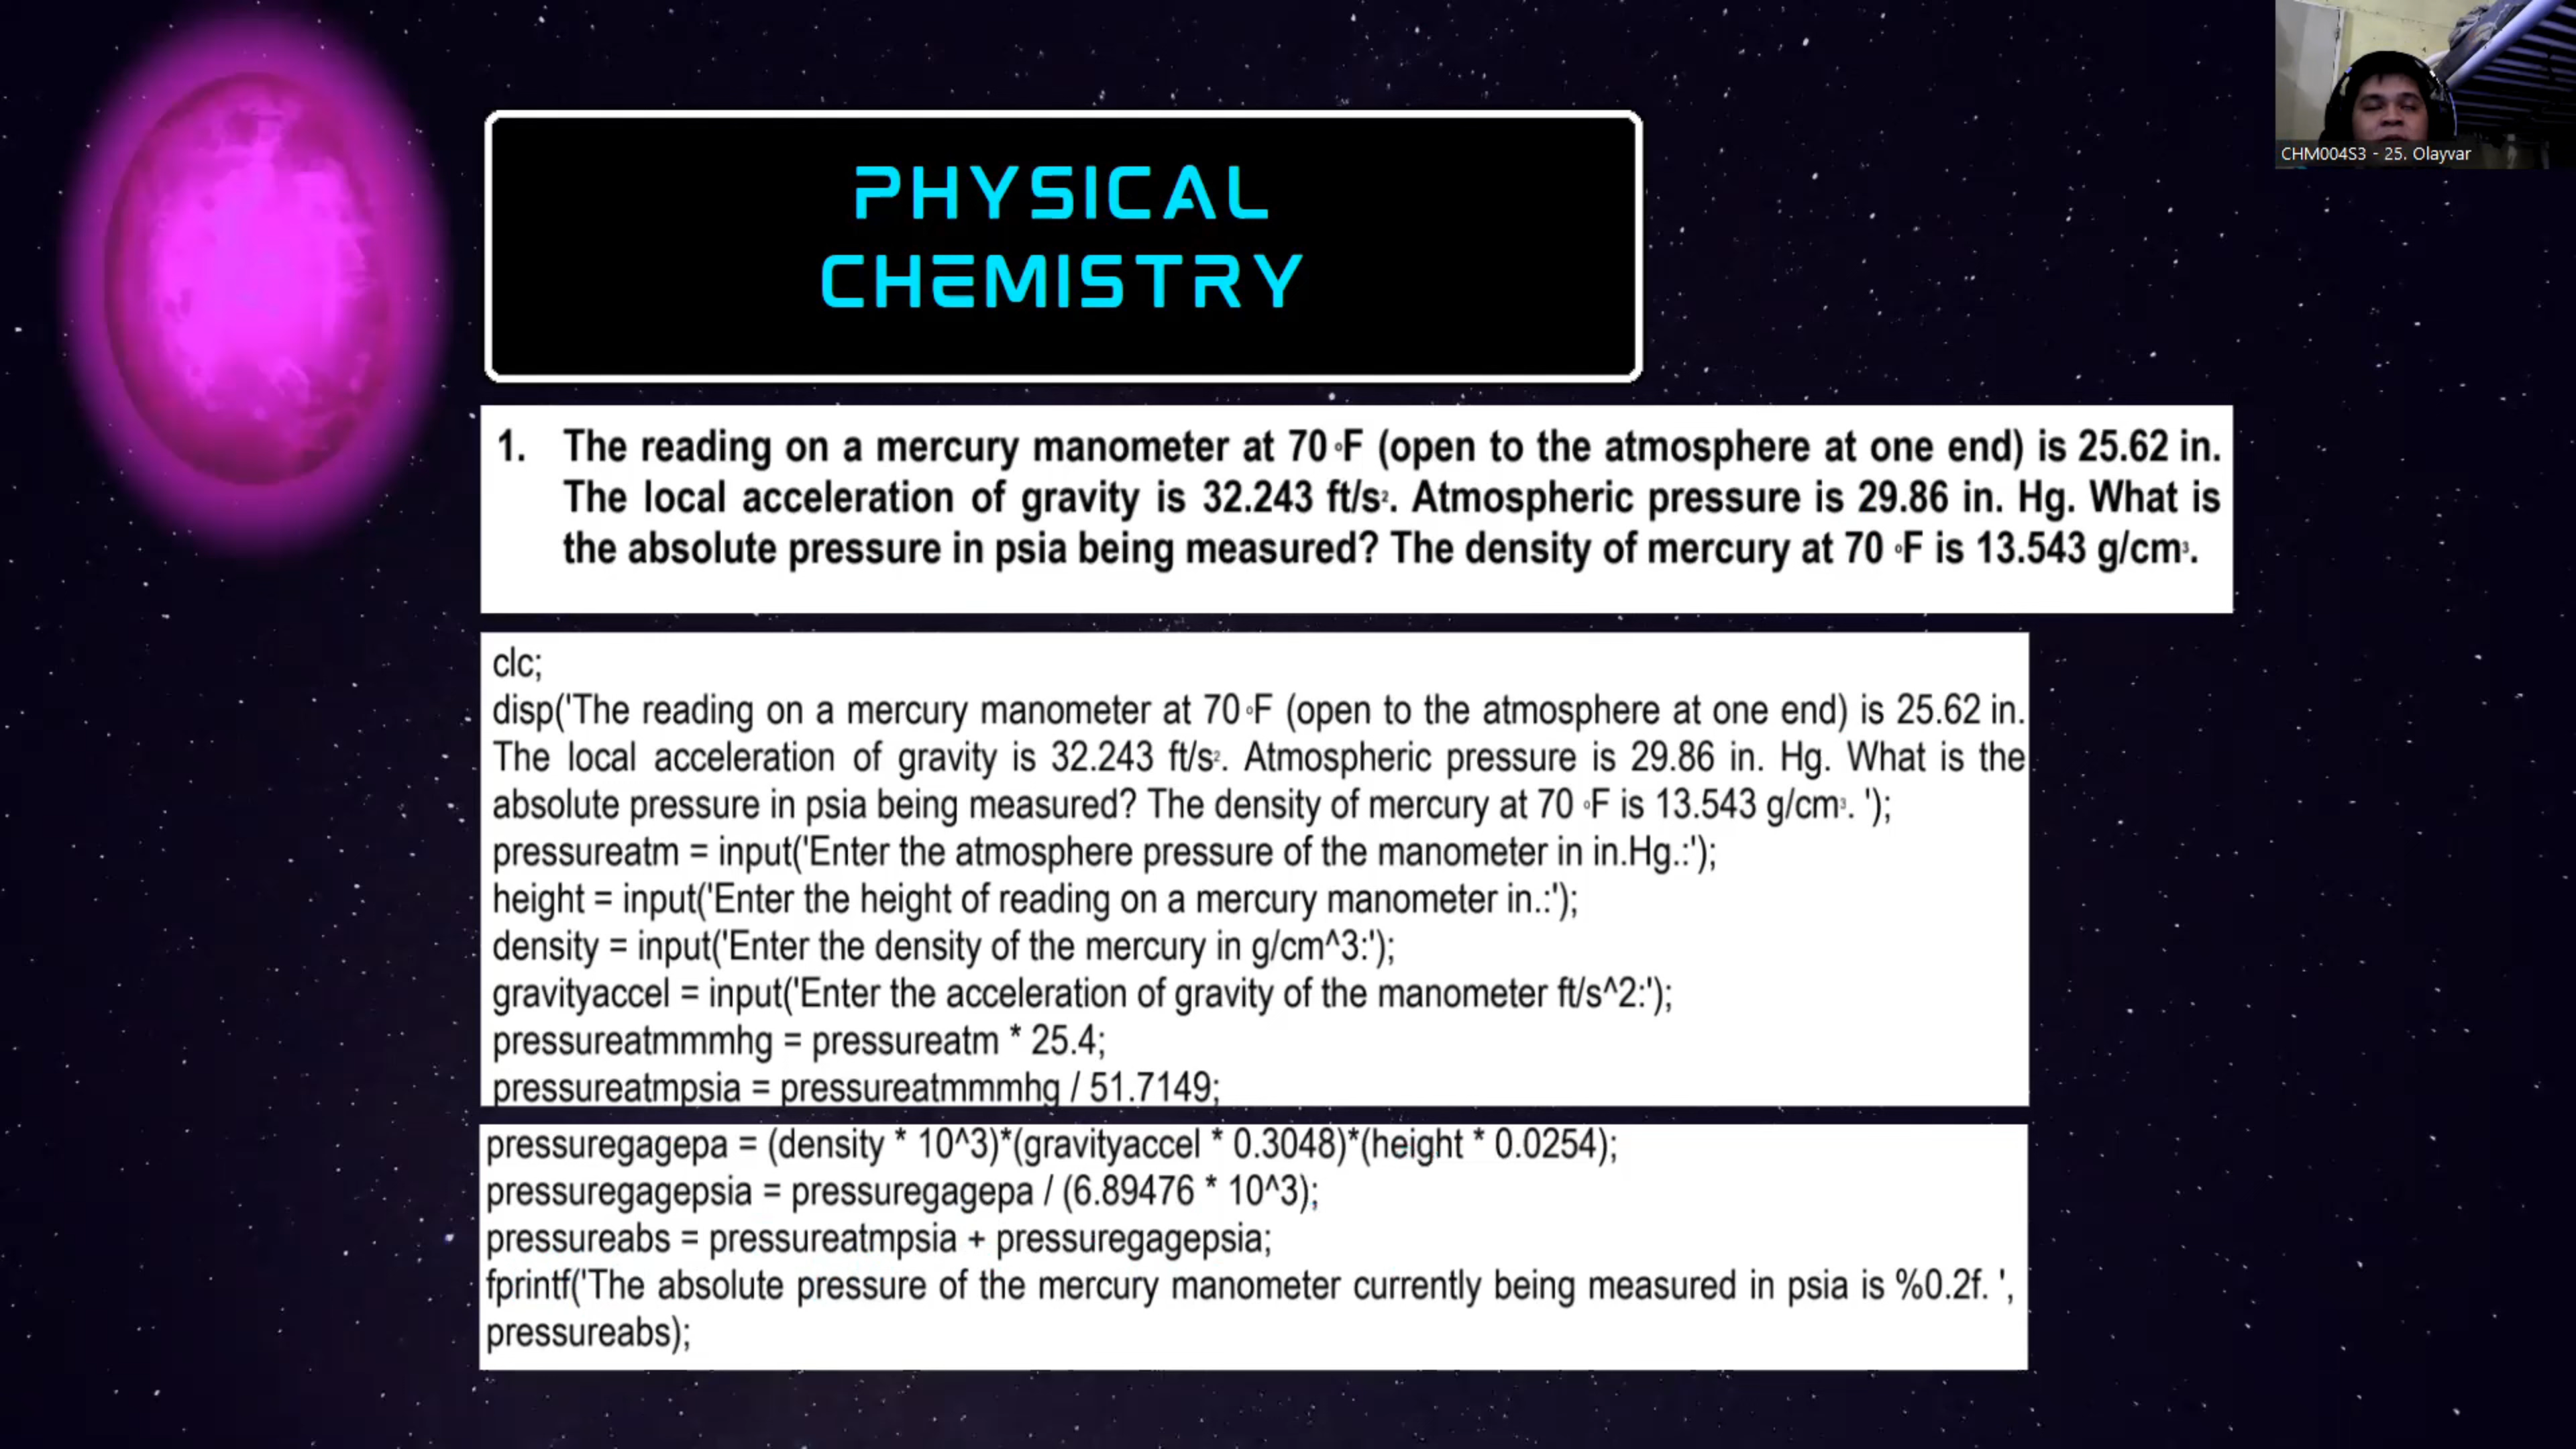 CHM004S3 - 25. Olayvar
PHYSICAL
CHEMISTRY
1. The reading on a mercury manometer at 70 ◦F (open to the atmosphere at one end) is 25.62 in.
The local acceleration of gravity is 32.243 ft/s². Atmospheric pressure is 29.86 in. Hg. What is
the absolute pressure in psia being measured? The density of mercury at 70 ◦F is 13.543 g/cm³.
clc;
disp('The reading on a mercury manometer at 70 ◦F (open to the atmosphere at one end) is 25.62 in.
The local acceleration of gravity is 32.243 ft/s². Atmospheric pressure is 29.86 in. Hg. What is the
absolute pressure in psia being measured? The density of mercury at 70 ◦F is 13.543 g/cm³. ');
pressureatm = input('Enter the atmosphere pressure of the manometer in in.Hg.:');
height = input('Enter the height of reading on a mercury manometer in.:');
density = input('Enter the density of the mercury in g/cm^3:');
gravityaccel = input('Enter the acceleration of gravity of the manometer ft/s^2:');
pressureatmmmhg = pressureatm * 25.4;
pressureatmpsia = pressureatmmmhg / 51.7149;
pressuregagepa = (density * 10^3)*(gravityaccel * 0.3048)*(height * 0.0254);
pressuregagepsia = pressuregagepa / (6.89476 * 10^3);
pressureabs = pressureatmpsia + pressuregagepsia;
fprintf('The absolute pressure of the mercury manometer currently being measured in psia is %0.2f. ',
pressureabs);